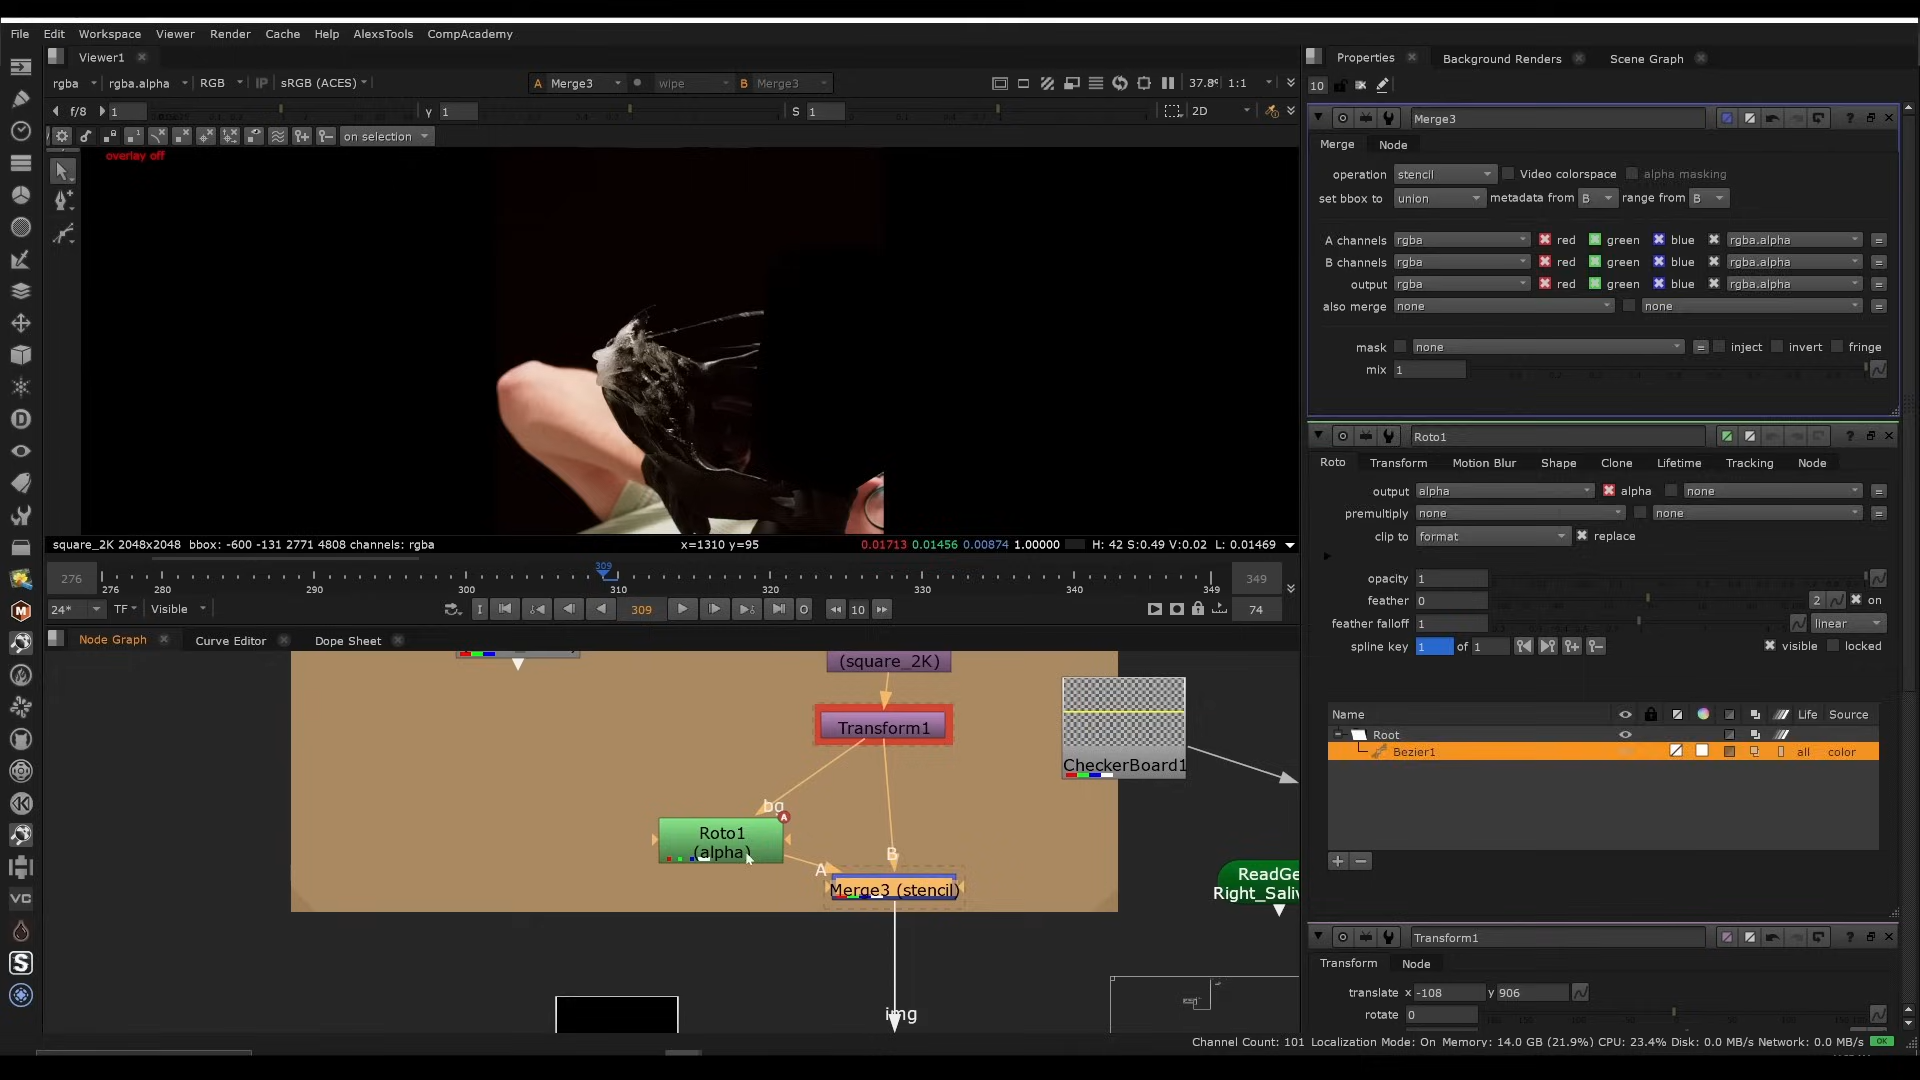 File Edit Workspace Viewer Render Cache Help AlexsTools CompAcademy
Viewer1
rgba rgba.alpha RGB IP sRGB (ACES) A Merge3 wipe B Merge3 37.8 1:1
f/8 1 γ 1 S 1 2D
on selection
overlay off
square_2K 2048x2048 bbox: -600 -131 2771 4808 channels: rgba x=1310 y=95 0.01713 0.01456 0.00874 1.00000 H: 42 S:0.49 V:0.02 L: 0.01469
309
276 276 280 290 300 310 320 330 340 349 349
24* TF Visible I 309 O 10 74
Node Graph Curve Editor Dope Sheet
(square_2K)
Transform1
CheckerBoard1
bg
A
Roto1
(alpha)
B
A
Merge3 (stencil)
ReadGe
Right_Saliv
img
Properties Background Renders Scene Graph
10
Merge3
Merge Node
operation stencil Video colorspace alpha masking
set bbox to union metadata from B range from B
A channels rgba red green blue rgba.alpha =
B channels rgba red green blue rgba.alpha =
output rgba red green blue rgba.alpha =
also merge none none =
mask none = inject invert fringe
mix 1
Roto1
Roto Transform Motion Blur Shape Clone Lifetime Tracking Node
output alpha alpha none =
premultiply none none =
clip to format replace
opacity 1
feather 0 2 on
feather falloff 1 linear
spline key 1 of 1 visible locked
Name Life Source
Root
Bezier1 all color
Transform1
Transform Node
translate x -108 y 906
rotate 0
Channel Count: 101 Localization Mode: On Memory: 14.0 GB (21.9%) CPU: 23.4% Disk: 0.0 MB/s Network: 0.0 MB/s OK